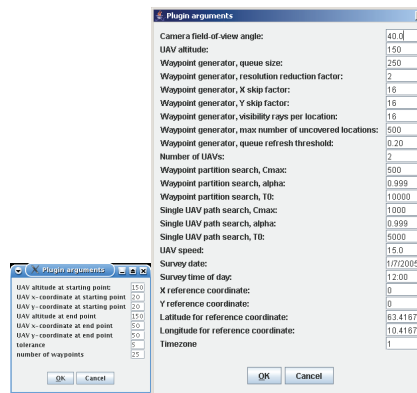 Plugin arguments
UAV altitude at starting point: 150
UAV x-coordinate at starting point 20
UAV y-coordinate at starting point 20
UAV altitude at end point 150
UAV x-coordinate at end point 50
UAV y-coordinate at end point 50
tolerance 5
number of waypoints 25
OK Cancel
Plugin arguments
Camera field-of-view angle: 40.0
UAV altitude: 150
Waypoint generator, queue size: 250
Waypoint generator, resolution reduction factor: 2
Waypoint generator, X skip factor: 16
Waypoint generator, Y skip factor: 16
Waypoint generator, visibility rays per location: 16
Waypoint generator, max number of uncovered locations: 500
Waypoint generator, queue refresh threshold: 0.20
Number of UAVs: 2
Waypoint partition search, Cmax: 500
Waypoint partition search, alpha: 0.999
Waypoint partition search, T0: 10000
Single UAV path search, Cmax: 1000
Single UAV path search, alpha: 0.999
Single UAV path search, T0: 5000
UAV speed: 15.0
Survey date: 1/7/2005
Survey time of day: 12:00
X reference coordinate: 0
Y reference coordinate: 0
Latitude for reference coordinate: 63.4167
Longitude for reference coordinate: 10.4167
Timezone 1
OK Cancel